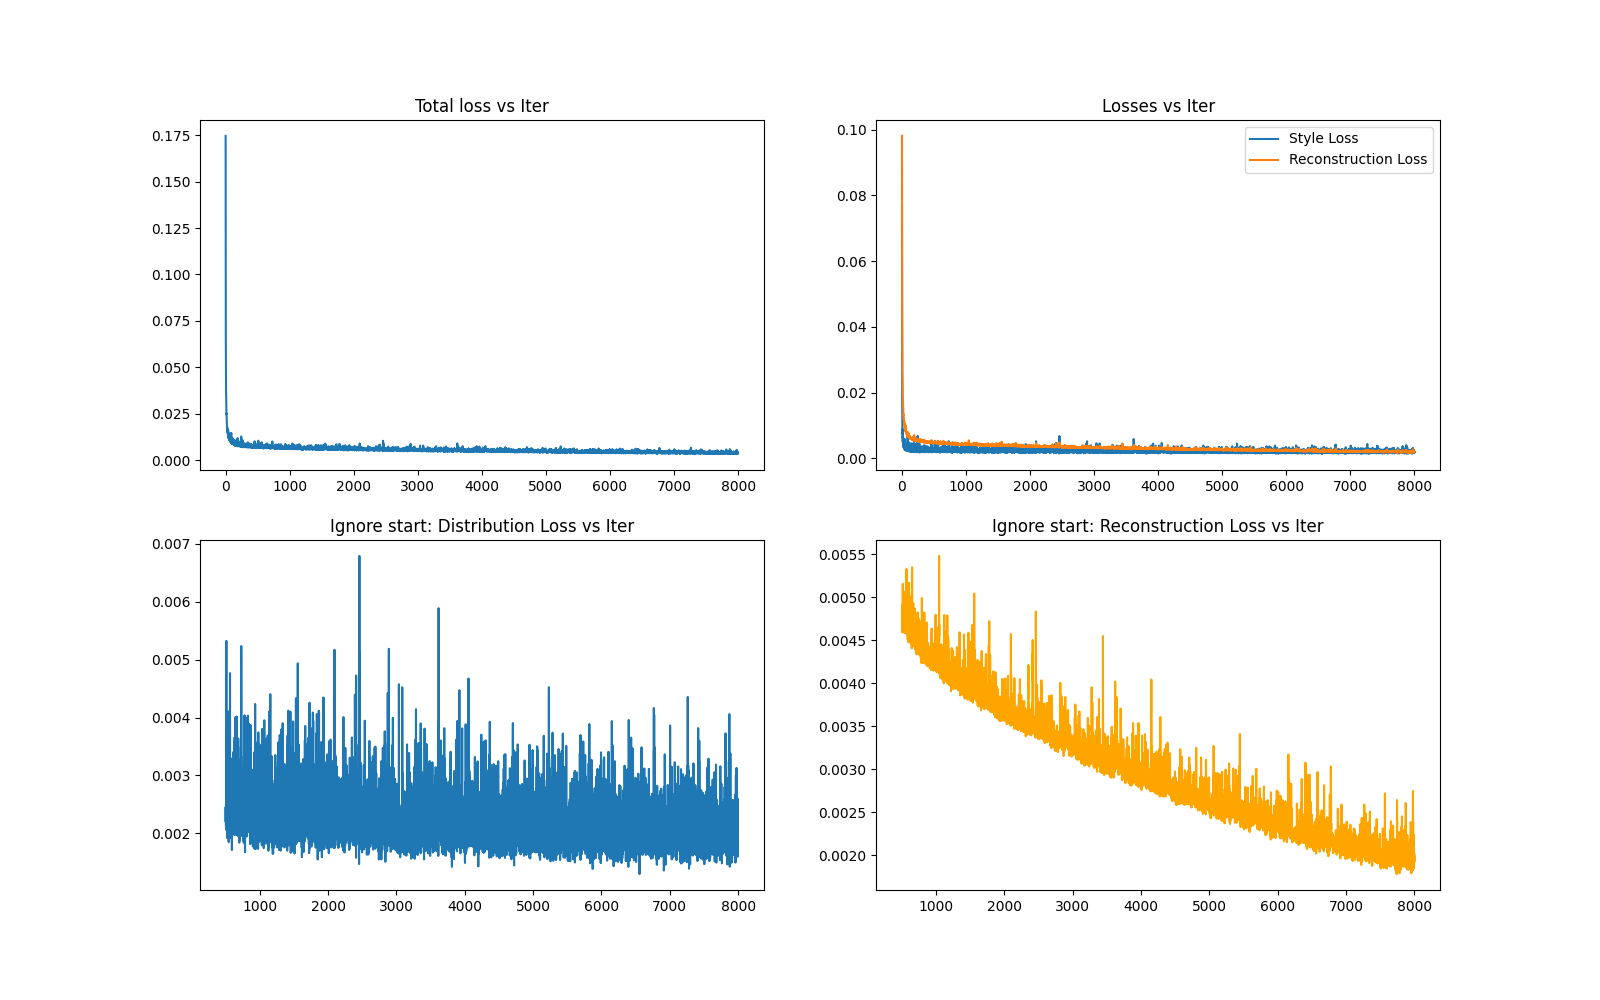 Total loss vs Iter
0.175
0.150
0.125
0.100
0.075
0.050
0.025
0.000
0 1000 2000 3000 4000 5000 6000 7000 8000
Losses vs Iter
Style Loss
Reconstruction Loss
0.10
0.08
0.06
0.04
0.02
0.00
0 1000 2000 3000 4000 5000 6000 7000 8000
Ignore start: Distribution Loss vs Iter
0.007
0.006
0.005
0.004
0.003
0.002
1000 2000 3000 4000 5000 6000 7000 8000
Ignore start: Reconstruction Loss vs Iter
0.0055
0.0050
0.0045
0.0040
0.0035
0.0030
0.0025
0.0020
1000 2000 3000 4000 5000 6000 7000 8000